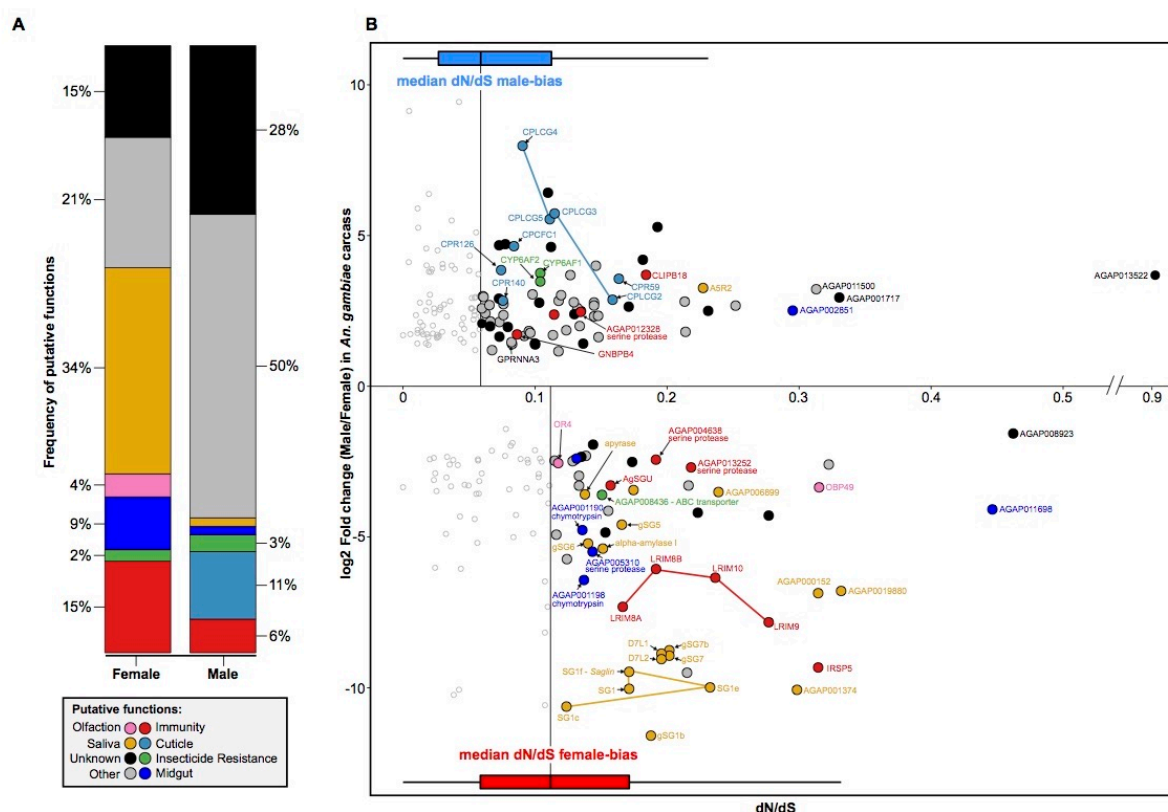 A
B
15%
21%
34%
4%
9%
2%
15%
28%
50%
3%
11%
6%
Frequency of putative functions
Female
Male
Putative functions:
Olfaction
Immunity
Saliva
Cuticle
Unknown
Insecticide Resistance
Other
Midgut
log2 Fold change (Male/Female) in An. gambiae carcass
10
5
0
-5
-10
median dN/dS male-bias
CPLCG4
CPLCG5
CPLCG3
CPR126
CPCFC1
CYP6AF2
CYP6AF1
CLIPB18
A5R2
AGAP013522
CPR140
CPR59
CPLCG2
AGAP011500
AGAP001717
AGAP002851
AGAP012328
serine protease
GPRNNA3
GNBPB4
0
0.1
0.2
0.3
0.4
0.5
0.9
OR4
apyrase
AGAP004638
serine protease
AGAP008923
AgSGU
AGAP013252
serine protease
AGAP006899
OBP49
AGAP008436 - ABC transporter
AGAP011698
AGAP001190
chymotrypsin
gSG5
gSG6
alpha-amylase I
AGAP005310
serine protease
LRIM8B
LRIM10
AGAP001198
chymotrypsin
LRIM8A
AGAP000152
AGAP0019880
LRIM9
D7L1
gSG7b
D7L2
gSG7
IRSP5
SG1f - Saglin
SG1
SG1e
AGAP001374
SG1c
gSG1b
median dN/dS female-bias
dN/dS